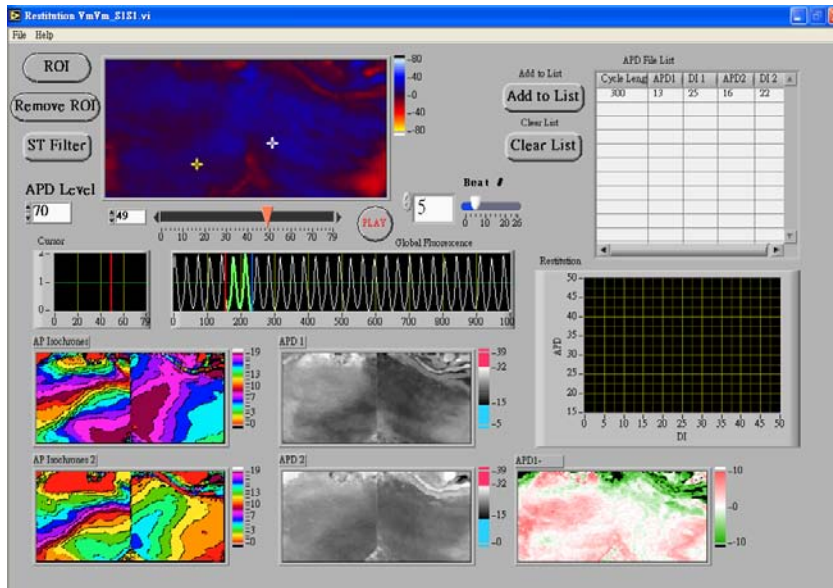 Restitution VmVm_S1S1.vi
File Help
ROI
Remove ROI
ST Filter
APD Level
70
-80
-40
-0
-40
-80
49
0 10 20 30 40 50 60 70 79
PLAY
5
Beat #
0 10 20 26
Add to List
Add to List
Clear List
Clear List
APD File List
Cycle Leng APD1 DI 1 APD2 DI 2
300 13 25 16 22
Cursor
2-
1-
0-
0 20 40 60 79
Global Fluorescence
0 100 200 300 400 500 600 700 800 900 100
Restitution
APD
50-
45-
40-
35-
30-
25-
20-
15-
0 5 10 15 20 25 30 35 40 45 50
DI
AP Isochrones
-19
-13
-10
-7
-3
-0
APD 1
-39
-32
-15
-5
AP Isochrones 2
-19
-13
-10
-7
-3
-0
APD 2
-39
-32
-15
-0
APD1-
-10
-0
-10